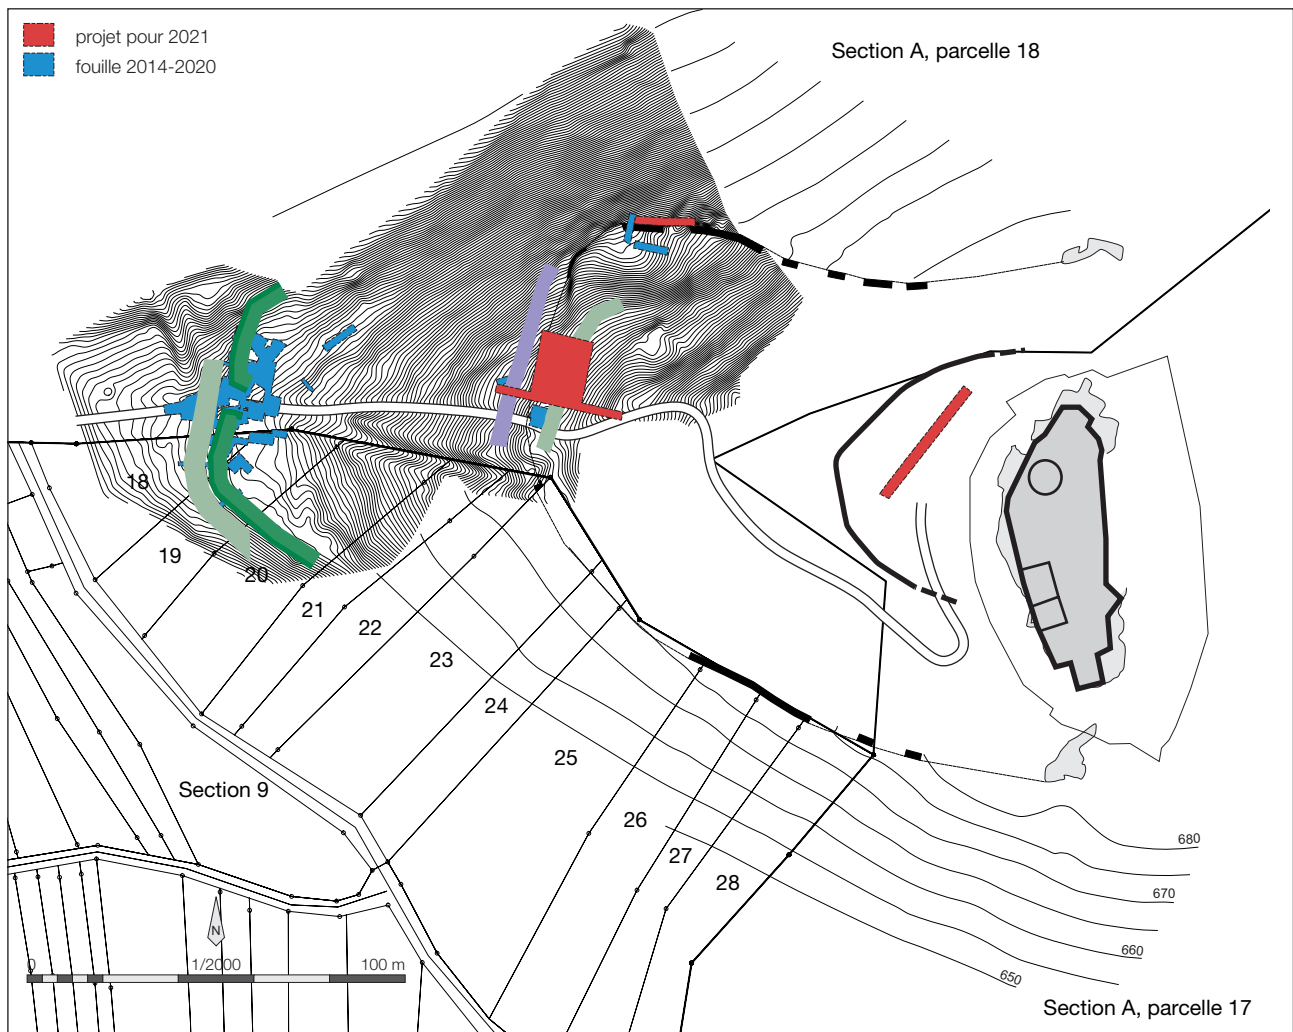 projet pour 2021
fouille 2014-2020
Section A, parcelle 18
18
19
20
21
22
23
24
25
26
27
28
Section 9
680
670
660
650
N
0 1/2000 100 m
Section A, parcelle 17